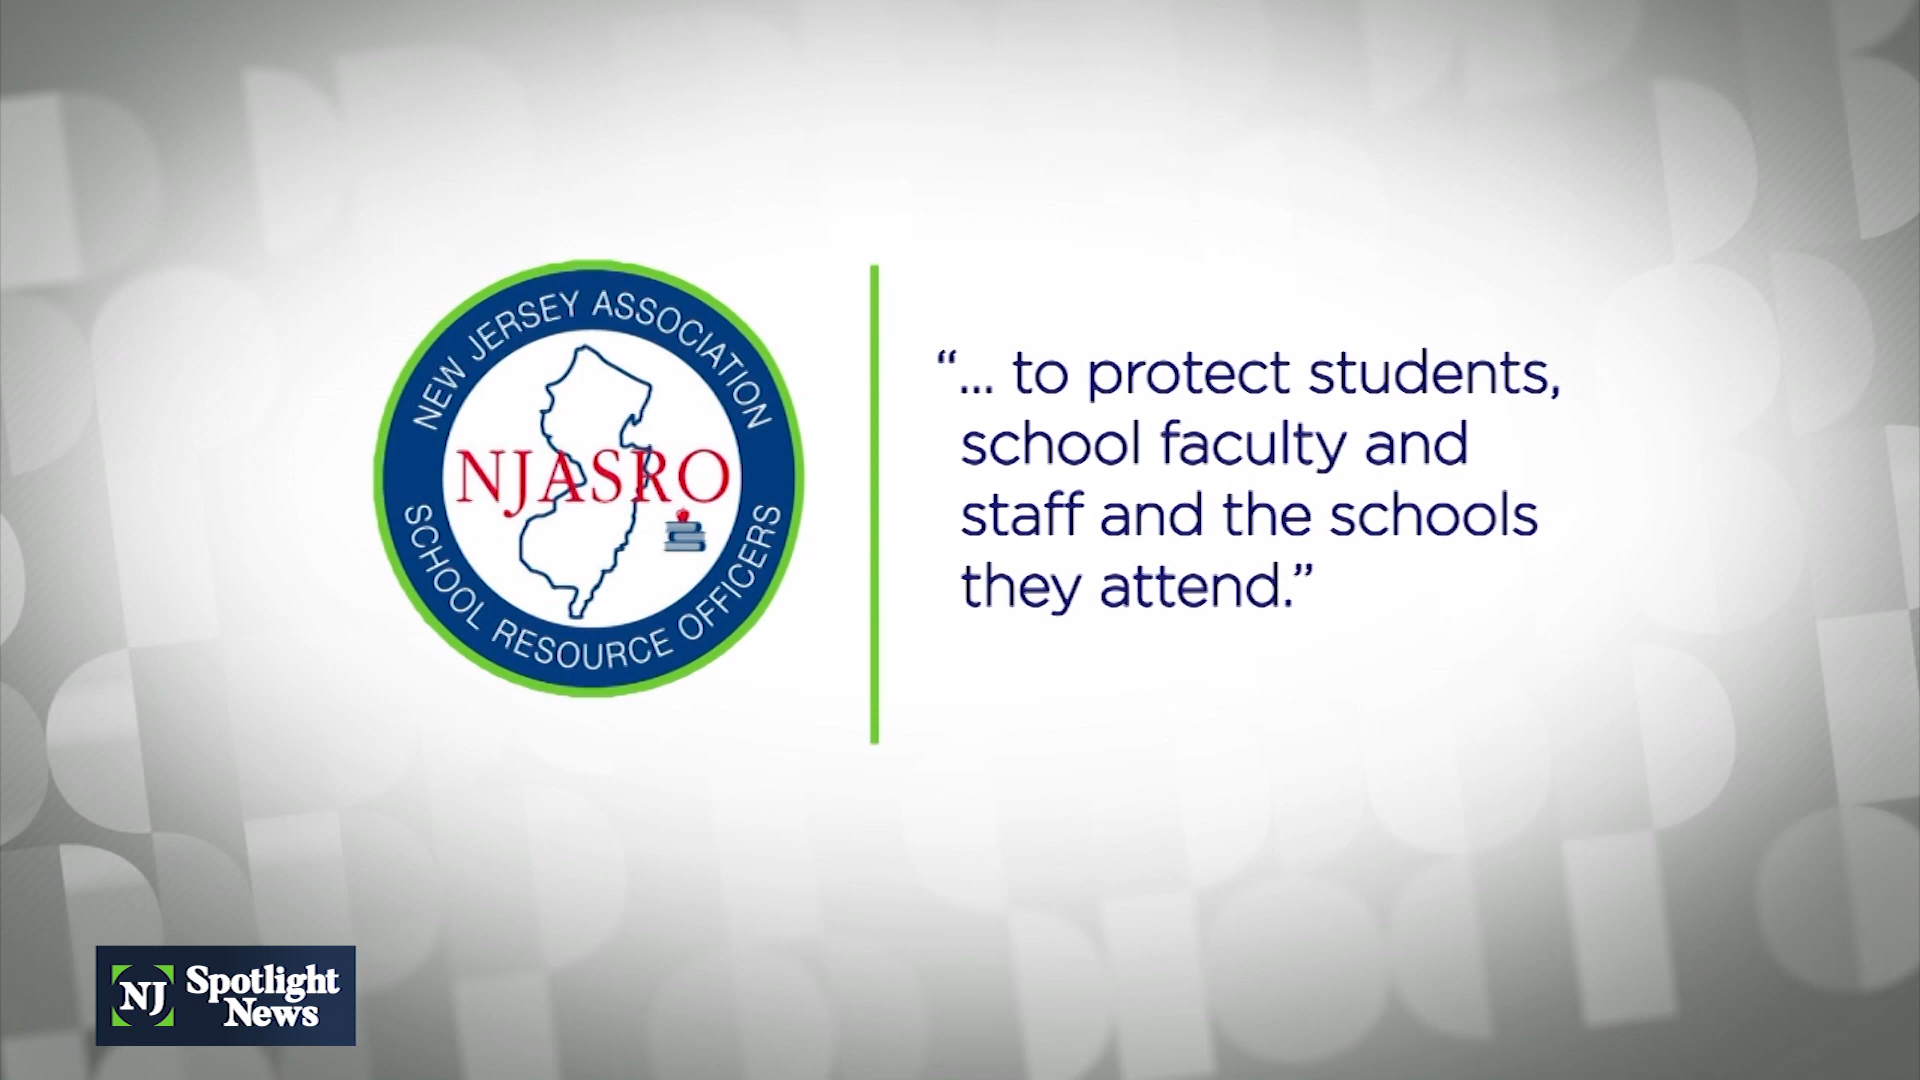 NEW JERSEY ASSOCIATION
NJASRO
SCHOOL RESOURCE OFFICERS
“... to protect students,
school faculty and
staff and the schools
they attend.”
NJ Spotlight
News